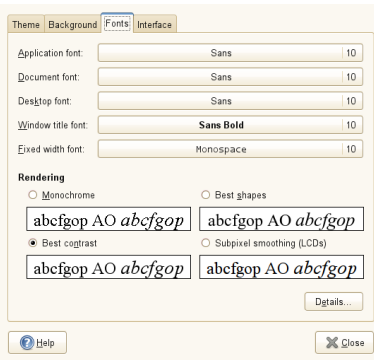 Theme Background Fonts Interface
Application font: Sans 10
Document font: Sans 10
Desktop font: Sans 10
Window title font: Sans Bold 10
Fixed width font: Monospace 10
Rendering
Monochrome Best shapes
abcfgop AO abcfgop abcfgop AO abcfgop
Best contrast Subpixel smoothing (LCDs)
abcfgop AO abcfgop abcfgop AO abcfgop
Details...
Help Close